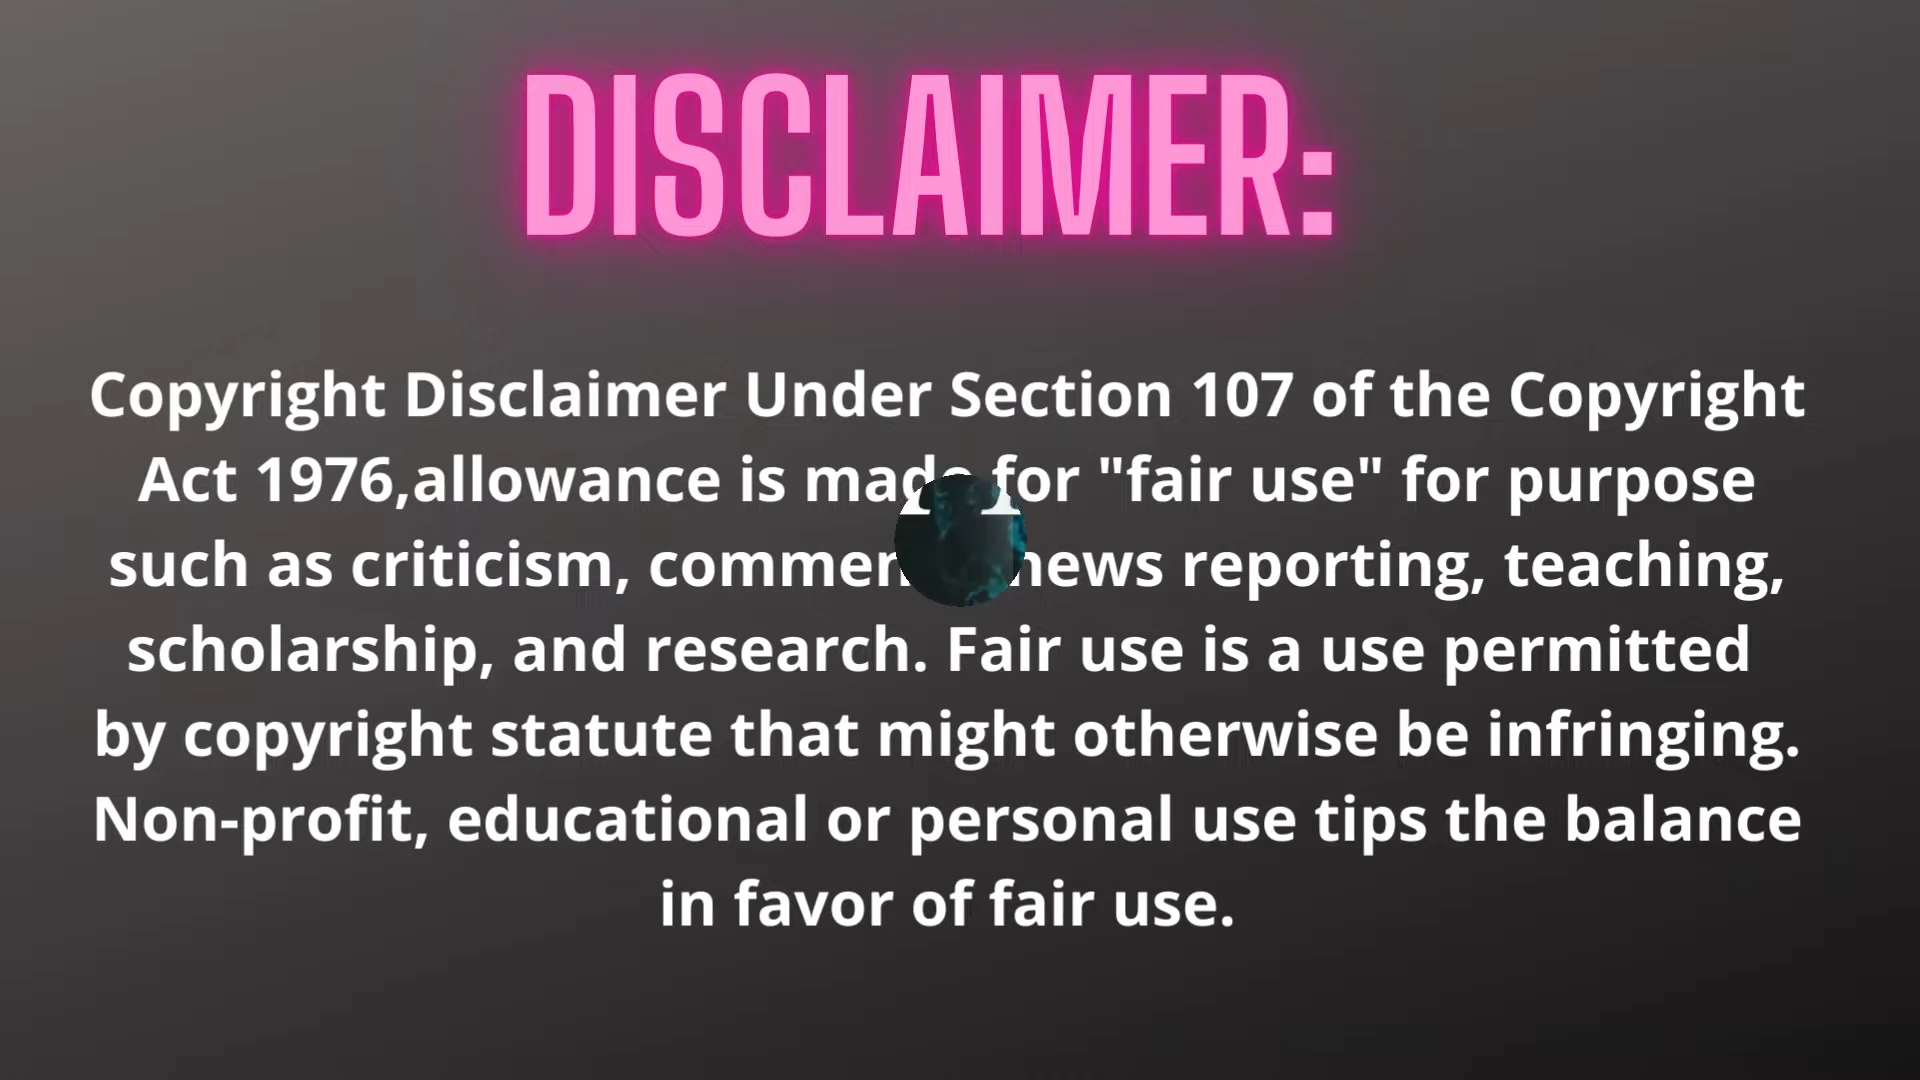 DISCLAIMER:
Copyright Disclaimer Under Section 107 of the Copyright
Act 1976,allowance is made for "fair use" for purpose
such as criticism, news reporting, teaching,
scholarship, and research. Fair use is a use permitted
by copyright statute that might otherwise be infringing.
Non-profit, educational or personal use tips the balance
in favor of fair use.